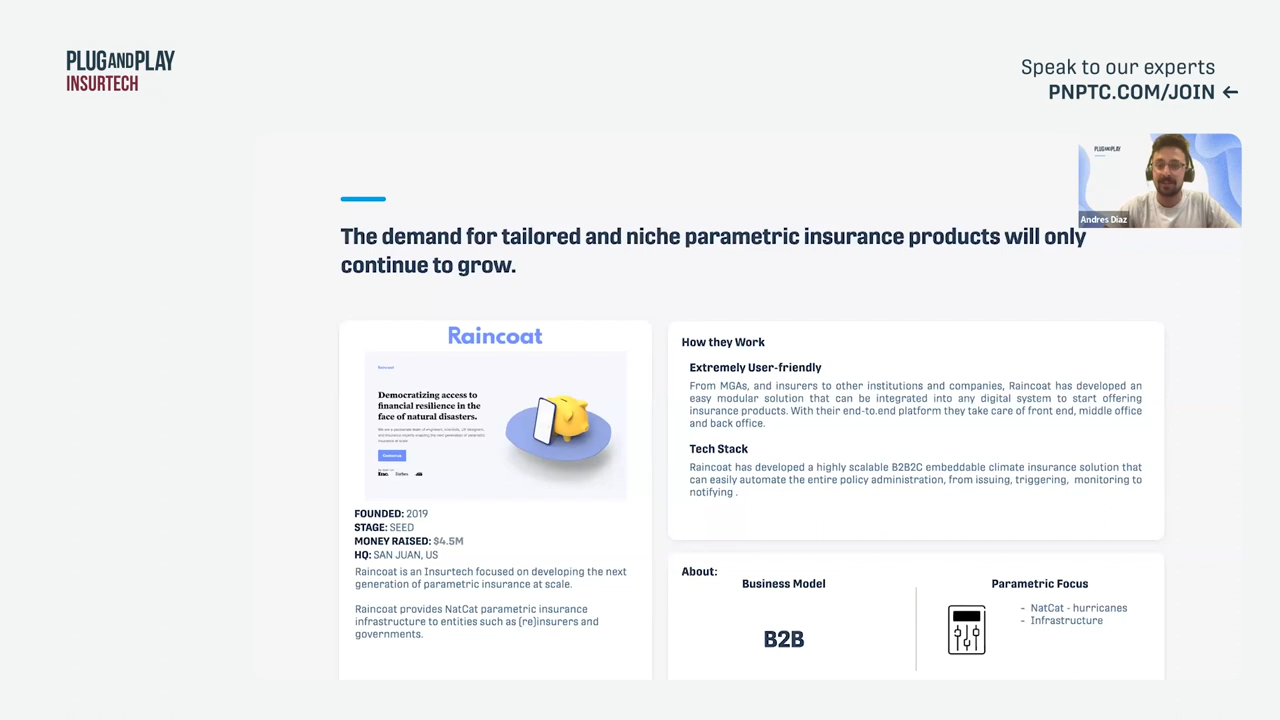 PLUGANDPLAY
INSURTECH
Speak to our experts
PNPTC.COM/JOIN ←
PLUGANDPLAY
Andres Diaz
The demand for tailored and niche parametric insurance products will only
continue to grow.
Raincoat
Raincoat
Democratizing access to
financial resilience in the
face of natural disasters.
Contact us
Inc. Forbes
FOUNDED: 2019
STAGE: SEED
MONEY RAISED: $4.5M
HQ: SAN JUAN, US
Raincoat is an Insurtech focused on developing the next
generation of parametric insurance at scale.
Raincoat provides NatCat parametric insurance
infrastructure to entities such as (re)insurers and
governments.
How they Work
Extremely User-friendly
From MGAs, and insurers to other institutions and companies, Raincoat has developed an
easy modular solution that can be integrated into any digital system to start offering
insurance products. With their end-to.end platform they take care of front end, middle office
and back office.
Tech Stack
Raincoat has developed a highly scalable B2B2C embeddable climate insurance solution that
can easily automate the entire policy administration, from issuing, triggering, monitoring to
notifying .
About:
Business Model
B2B
Parametric Focus
- NatCat - hurricanes
- Infrastructure